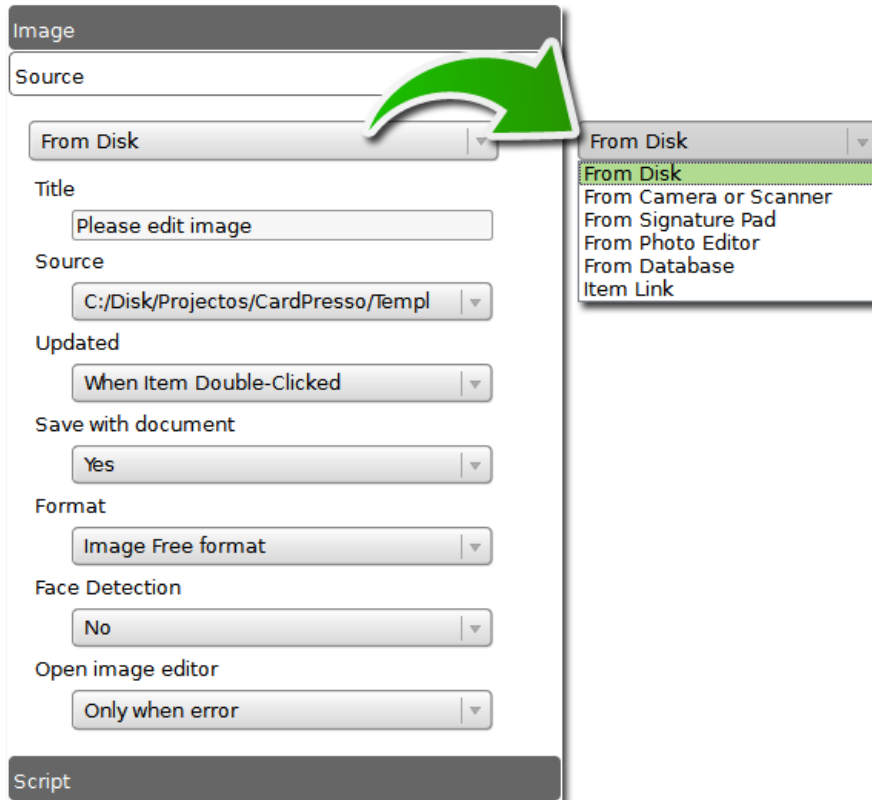 Image
Source
From Disk
Title
Please edit image
Source
C:/Disk/Projectos/CardPresso/Templ
Updated
When Item Double-Clicked
Save with document
Yes
Format
Image Free format
Face Detection
No
Open image editor
Only when error
Script
From Disk
From Disk
From Camera or Scanner
From Signature Pad
From Photo Editor
From Database
Item Link